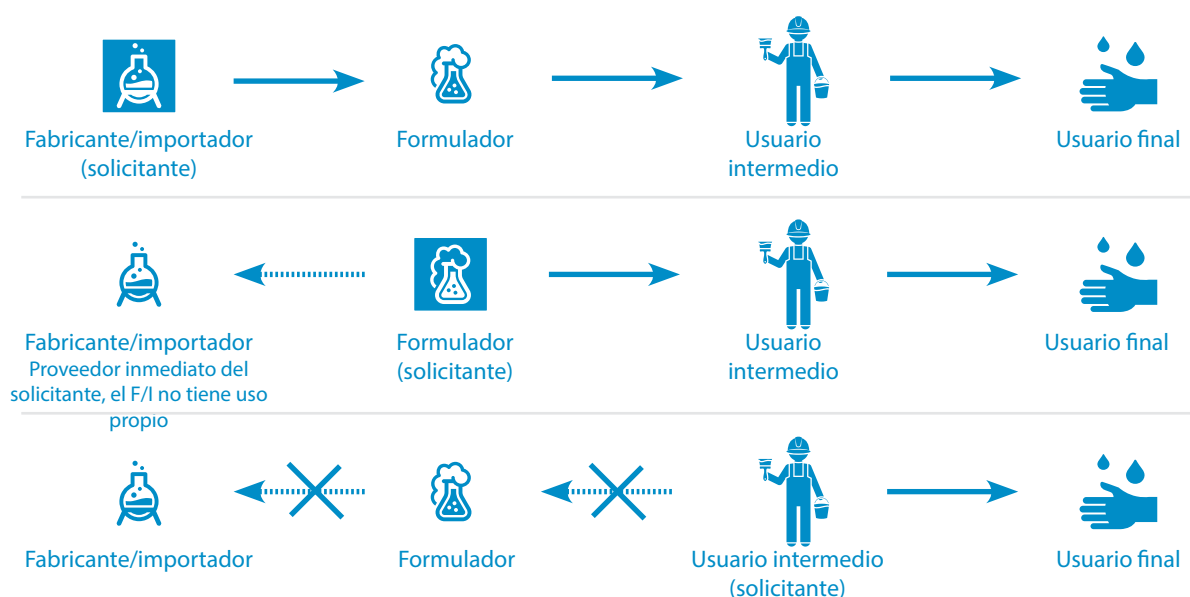 Fabricante/importador
(solicitante)
Formulador
Usuario
intermedio
Usuario final
Fabricante/importador
Proveedor inmediato del
solicitante, el F/I no tiene uso
propio
Formulador
(solicitante)
Usuario
intermedio
Usuario final
Fabricante/importador
Formulador
Usuario intermedio
(solicitante)
Usuario final